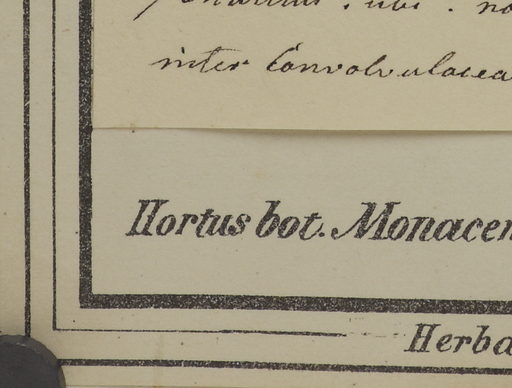 inter Convolvulacea
Hortus bot. Monacen
Herba